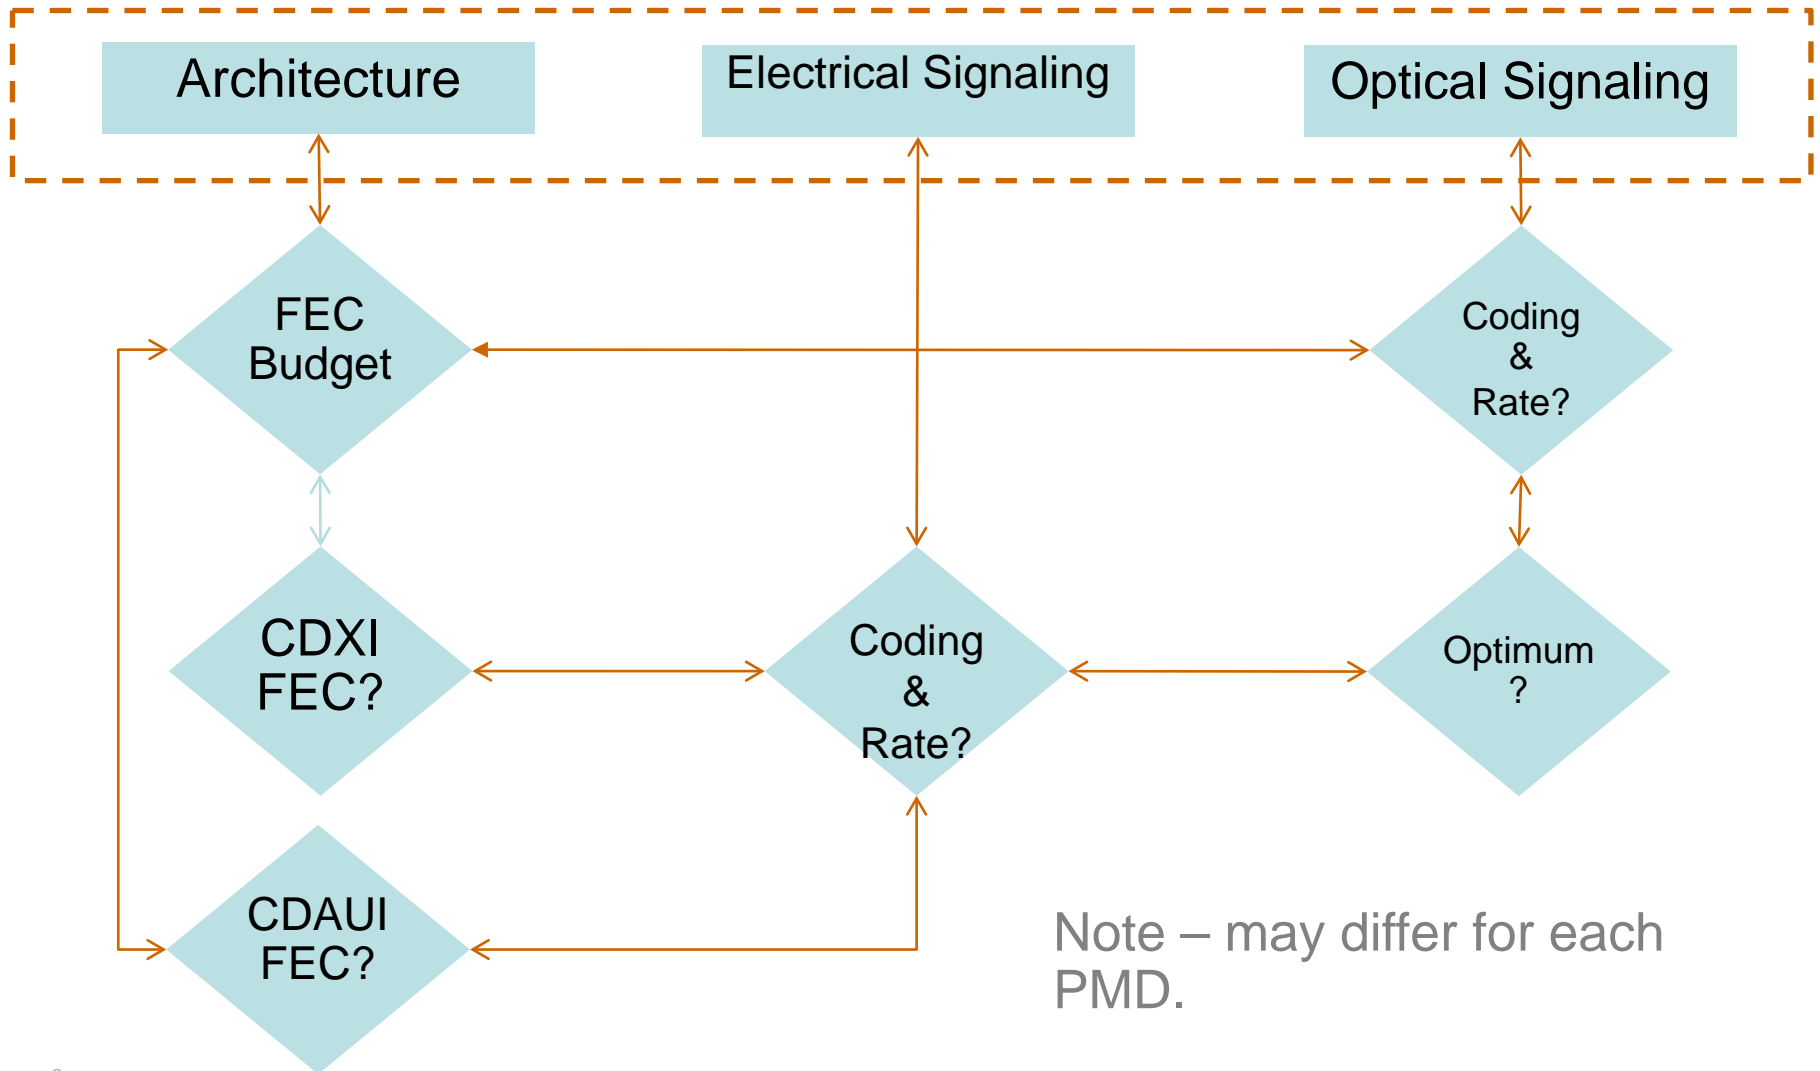 Architecture
Electrical Signaling
Optical Signaling
FEC
Budget
Coding
&
Rate?
CDXI
FEC?
Coding
&
Rate?
Optimum
?
CDAUI
FEC?
Note – may differ for each
PMD.